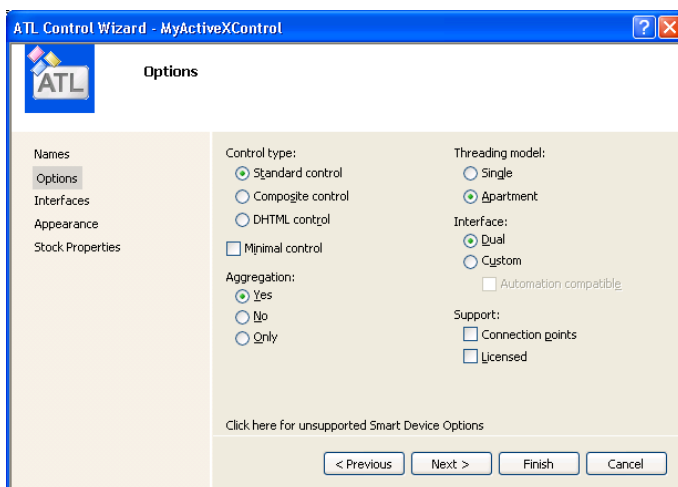 ATL Control Wizard - MyActiveXControl
ATL
Options
Names
Options
Interfaces
Appearance
Stock Properties
Control type:
Standard control
Composite control
DHTML control
Minimal control
Aggregation:
Yes
No
Only
Threading model:
Single
Apartment
Interface:
Dual
Custom
Automation compatible
Support:
Connection points
Licensed
Click here for unsupported Smart Device Options
< Previous
Next >
Finish
Cancel